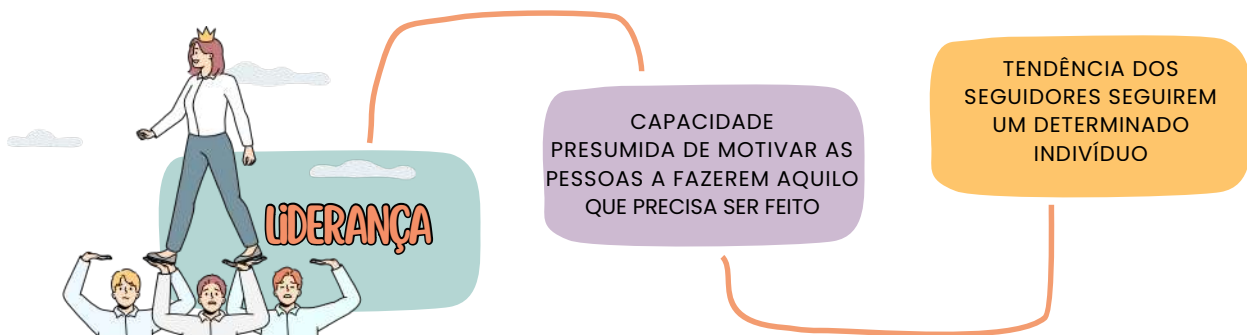 LiDERANÇA
CAPACIDADE
PRESUMIDA DE MOTIVAR AS
PESSOAS A FAZEREM AQUILO
QUE PRECISA SER FEITO
TENDÊNCIA DOS
SEGUIDORES SEGUIREM
UM DETERMINADO
INDIVÍDUO